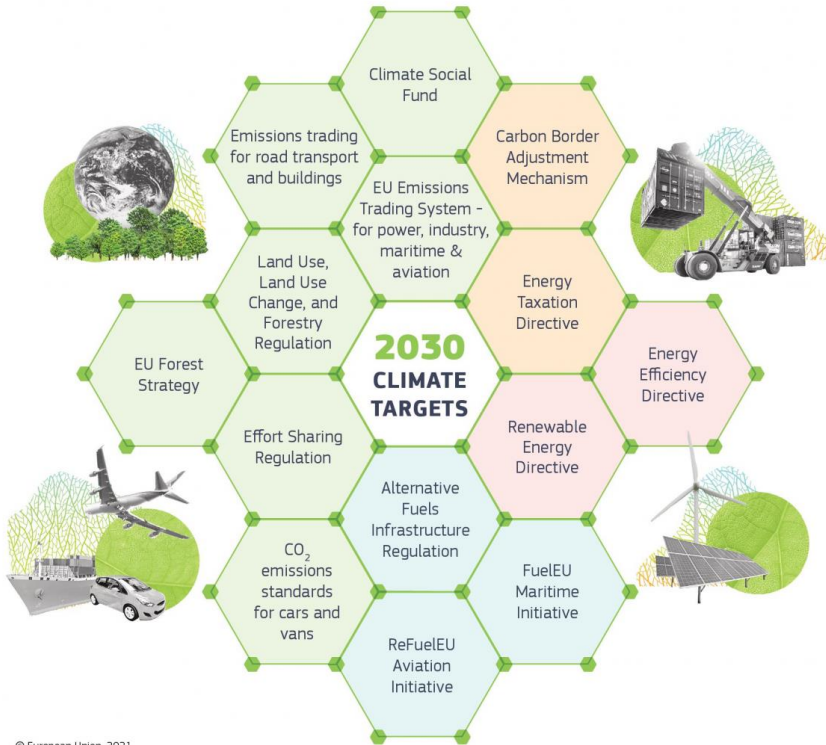 Climate Social
Fund
Emissions trading
for road transport
and buildings
Carbon Border
Adjustment
Mechanism
EU Emissions
Trading System -
for power, industry,
maritime &
aviation
Land Use,
Land Use
Change, and
Forestry
Regulation
Energy
Taxation
Directive
EU Forest
Strategy
2030
CLIMATE
TARGETS
Energy
Efficiency
Directive
Effort Sharing
Regulation
Renewable
Energy
Directive
Alternative
Fuels
Infrastructure
Regulation
CO₂
emissions
standards
for cars and
vans
FuelEU
Maritime
Initiative
ReFuelEU
Aviation
Initiative
© European Union, 2021